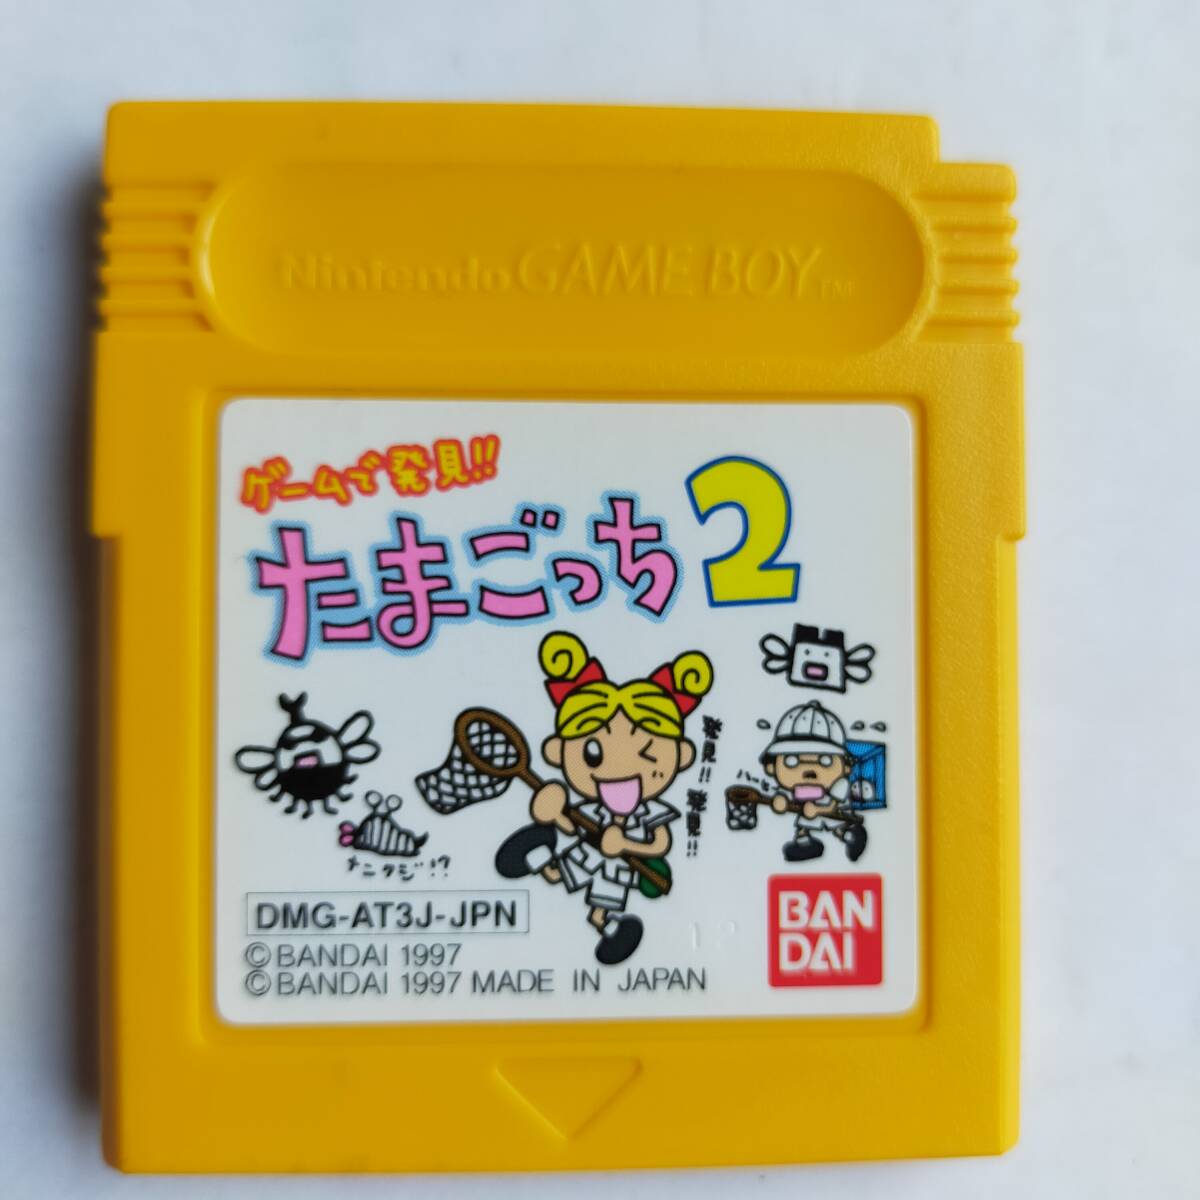 Nintendo GAME BOY TM
ゲームで発見!!
たまごっち2
発見!! 発見!!
ハーヒ
ナニクジ!?
DMG-AT3J-JPN
©BANDAI 1997
©BANDAI 1997 MADE IN JAPAN
BAN
DAI